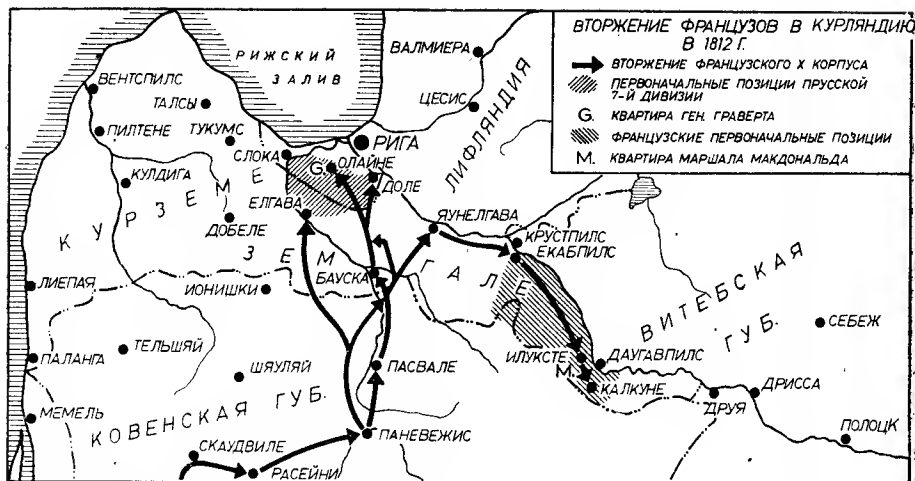 ВТОРЖЕНИЕ ФРАНЦУЗОВ В КУРЛЯНДИЮ
В 1812 Г.
ВТОРЖЕНИЕ ФРАНЦУЗСКОГО X КОРПУСА
ПЕРВОНАЧАЛЬНЫЕ ПОЗИЦИИ ПРУССКОЙ
7-Й ДИВИЗИИ
G. КВАРТИРА ГЕН. ГРАВЕРТА
ФРАНЦУЗСКИЕ ПЕРВОНАЧАЛЬНЫЕ ПОЗИЦИИ
М. КВАРТИРА МАРШАЛА МАКДОНАЛЬДА
РИЖСКИЙ
ЗАЛИВ
ВАЛМИЕРА
ВЕНТСПИЛС
ТАЛСЫ
ЦЕСИС
ЛИФЛЯНДИЯ
ПИЛТЕНЕ
ТУКУМС
РИГА
СЛОКА
G.
ОЛАЙНЕ
КУЛДИГА
ДОЛЕ
КУРЗЕМЕ
ЕЛГАВА
ДОБЕЛЕ
ЯУНЕЛГАВА
КРУСТПИЛС
ЕКАБПИЛС
ЗЕМГАЛЕ
БАУСКА
ЛИЕПАЯ
ИОНИШКИ
ВИТЕБСКАЯ
ГУБ.
СЕБЕЖ
ПАЛАНГА
ТЕЛЬШЯЙ
ШЯУЛЯЙ
ПАСВАЛЕ
ИЛУКСТЕ
ДАУГАВПИЛС
М.
КАЛКУНЕ
ДРУЯ
ДРИССА
МЕМЕЛЬ
КОВЕНСКАЯ ГУБ.
ПАНЕВЕЖИС
ПОЛОЦК
СКАУДВИЛЕ
РАСЕЙНИ